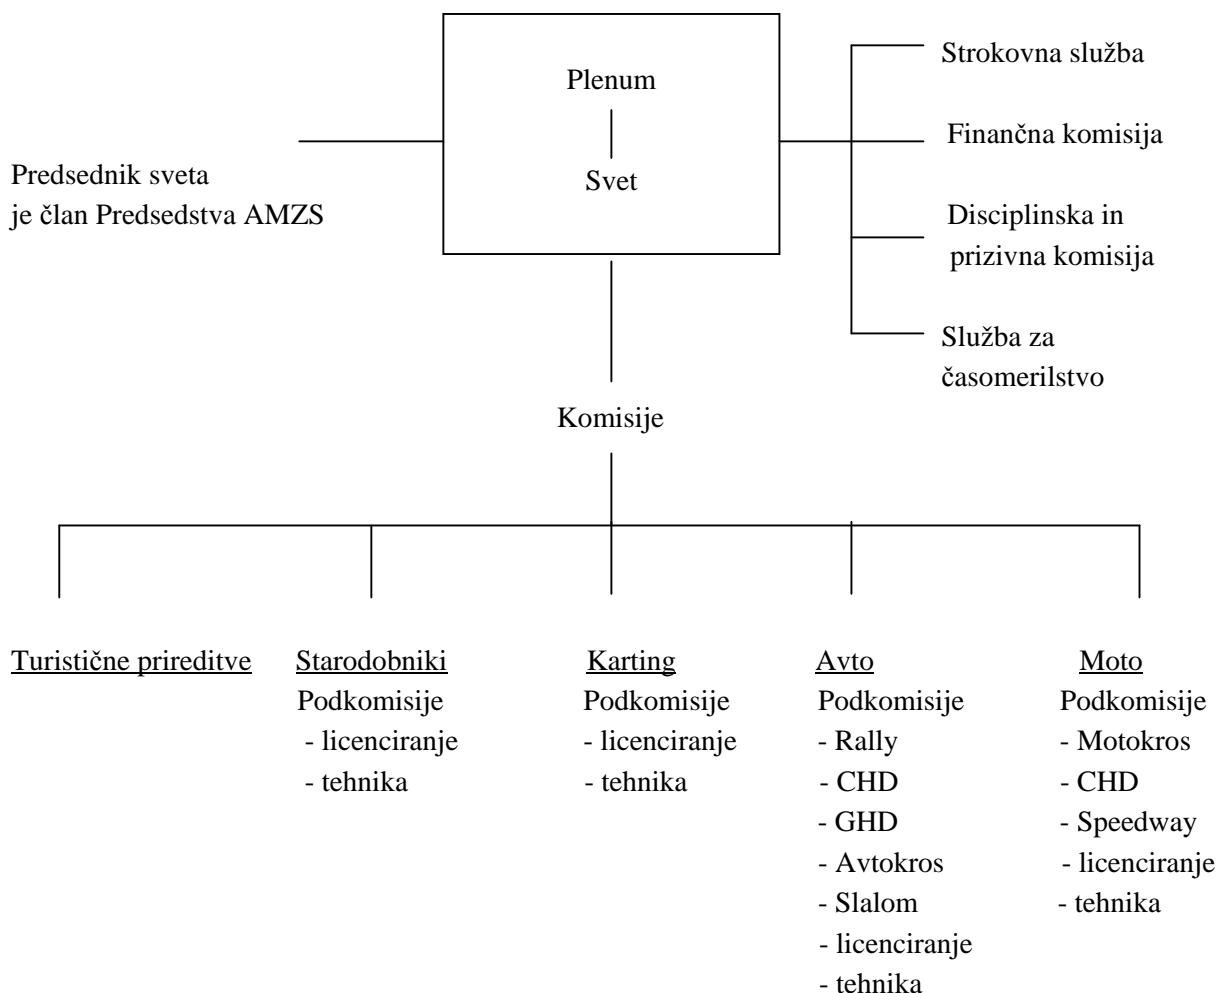 Plenum
Svet
Predsednik sveta
je član Predsedstva AMZS
Strokovna služba
Finančna komisija
Disciplinska in
prizivna komisija
Služba za
časomerilstvo
Komisije
Turistične prireditve
Starodobniki
Podkomisije
- licenciranje
- tehnika
Karting
Podkomisije
- licenciranje
- tehnika
Avto
Podkomisije
- Rally
- CHD
- GHD
- Avtokros
- Slalom
- licenciranje
- tehnika
Moto
Podkomisije
- Motokros
- CHD
- Speedway
- licenciranje
- tehnika